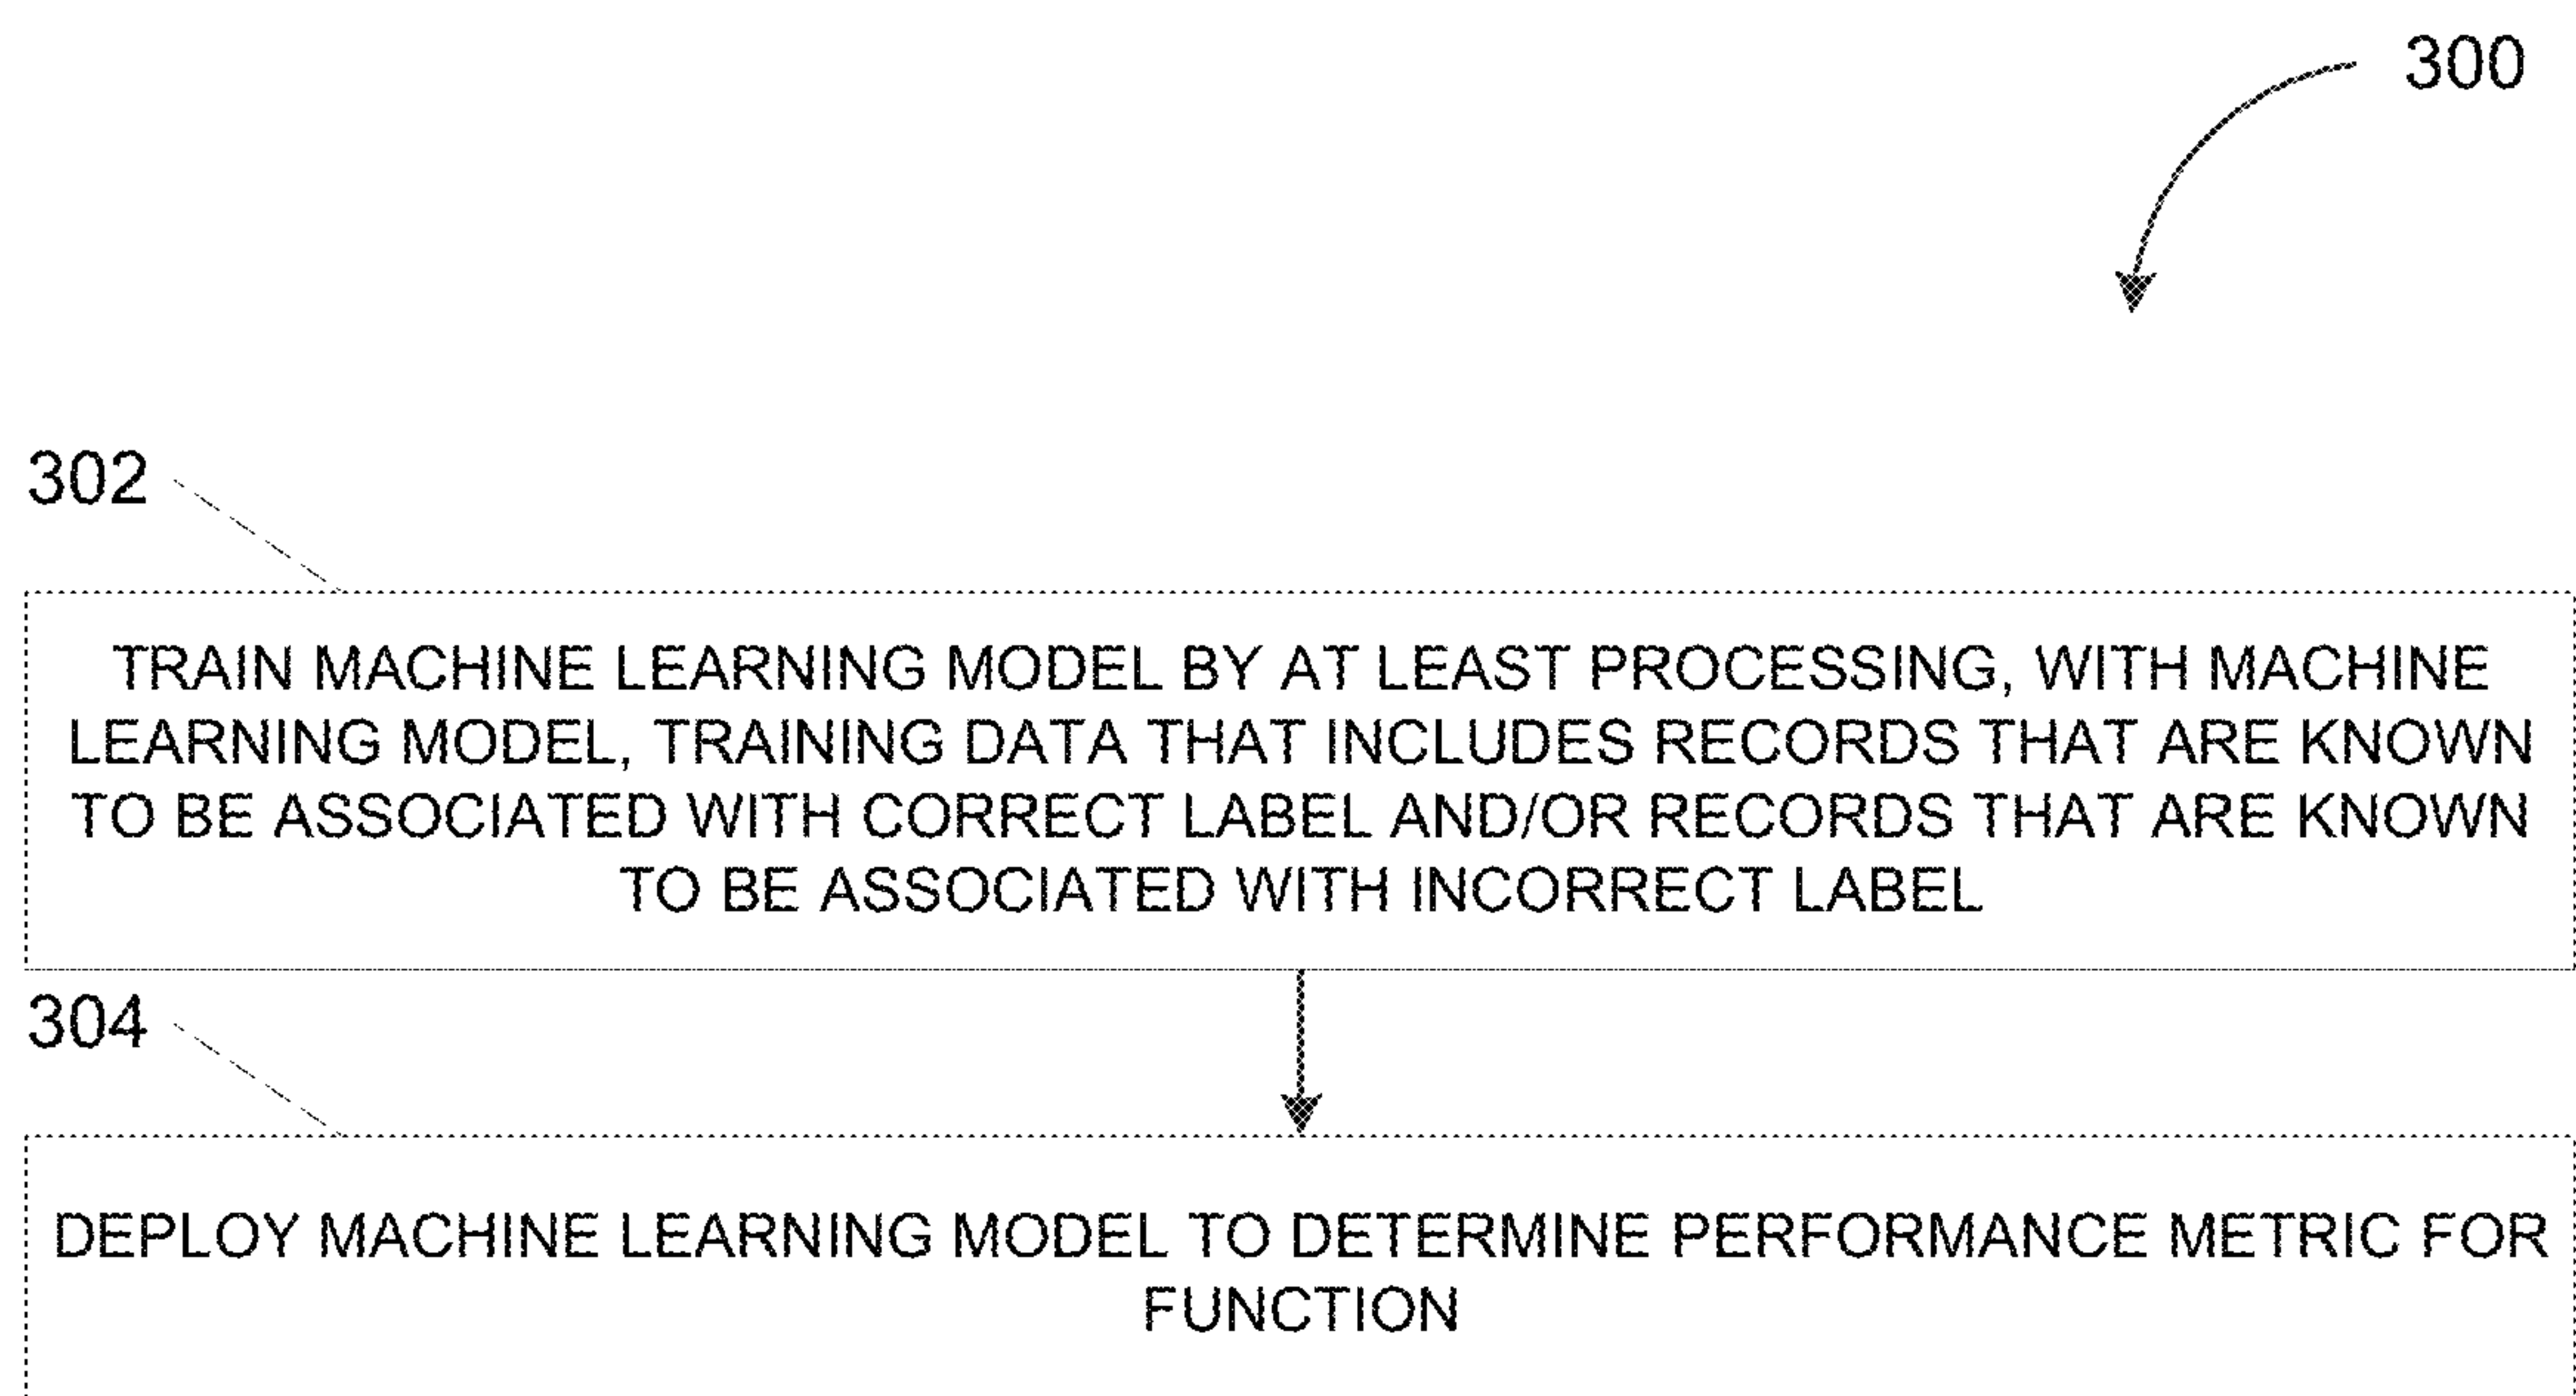 300
302
TRAIN MACHINE LEARNING MODEL BY AT LEAST PROCESSING, WITH MACHINE
LEARNING MODEL, TRAINING DATA THAT INCLUDES RECORDS THAT ARE KNOWN
TO BE ASSOCIATED WITH CORRECT LABEL AND/OR RECORDS THAT ARE KNOWN
TO BE ASSOCIATED WITH INCORRECT LABEL
304
DEPLOY MACHINE LEARNING MODEL TO DETERMINE PERFORMANCE METRIC FOR
FUNCTION